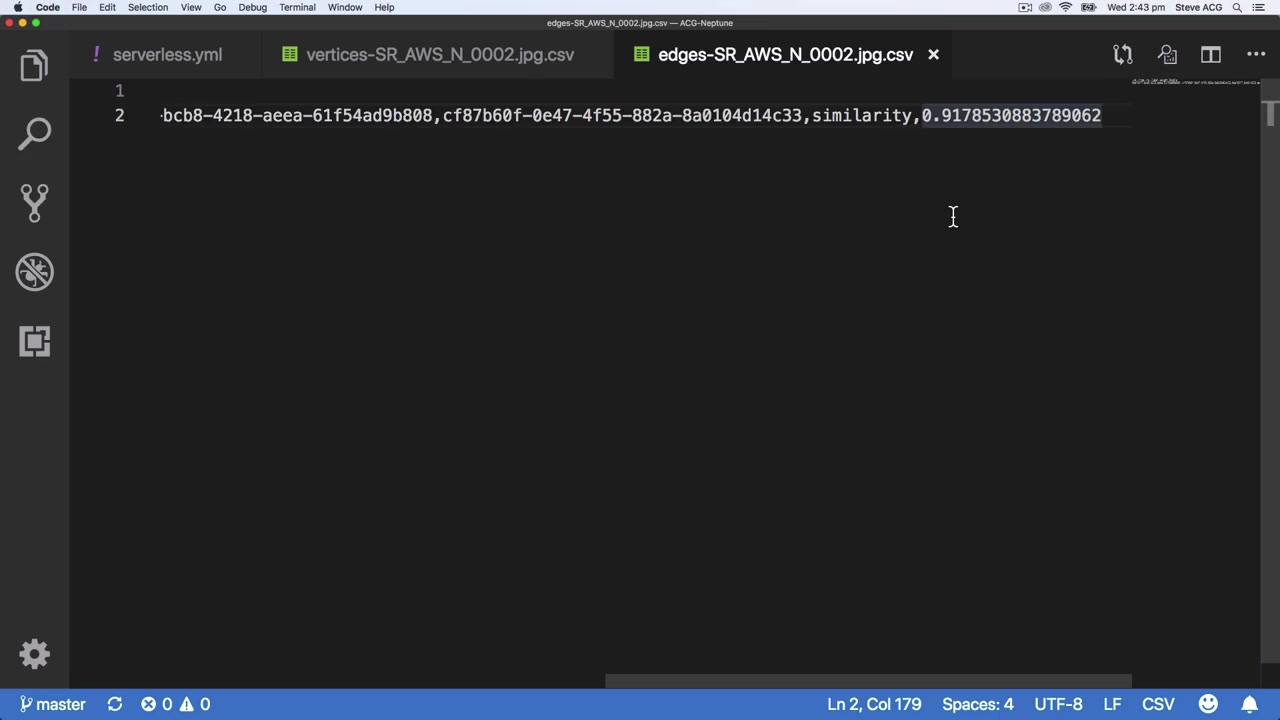 Code File Edit Selection View Go Debug Terminal Window Help Wed 2:43 pm Steve ACG
edges-SR_AWS_N_0002.jpg.csv — ACG-Neptune
! serverless.yml vertices-SR_AWS_N_0002.jpg.csv edges-SR_AWS_N_0002.jpg.csv
1
2 bcb8-4218-aeea-61f54ad9b808,cf87b60f-0e47-4f55-882a-8a0104d14c33,similarity,0.9178530883789062
master 0 0 Ln 2, Col 179 Spaces: 4 UTF-8 LF CSV